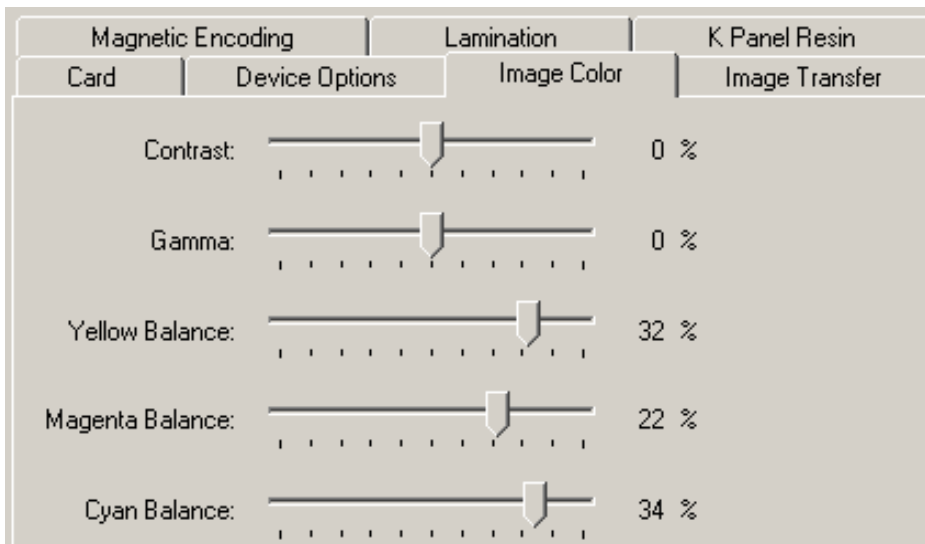 Magnetic Encoding Lamination K Panel Resin
Card Device Options Image Color Image Transfer
Contrast: 0 %
Gamma: 0 %
Yellow Balance: 32 %
Magenta Balance: 22 %
Cyan Balance: 34 %